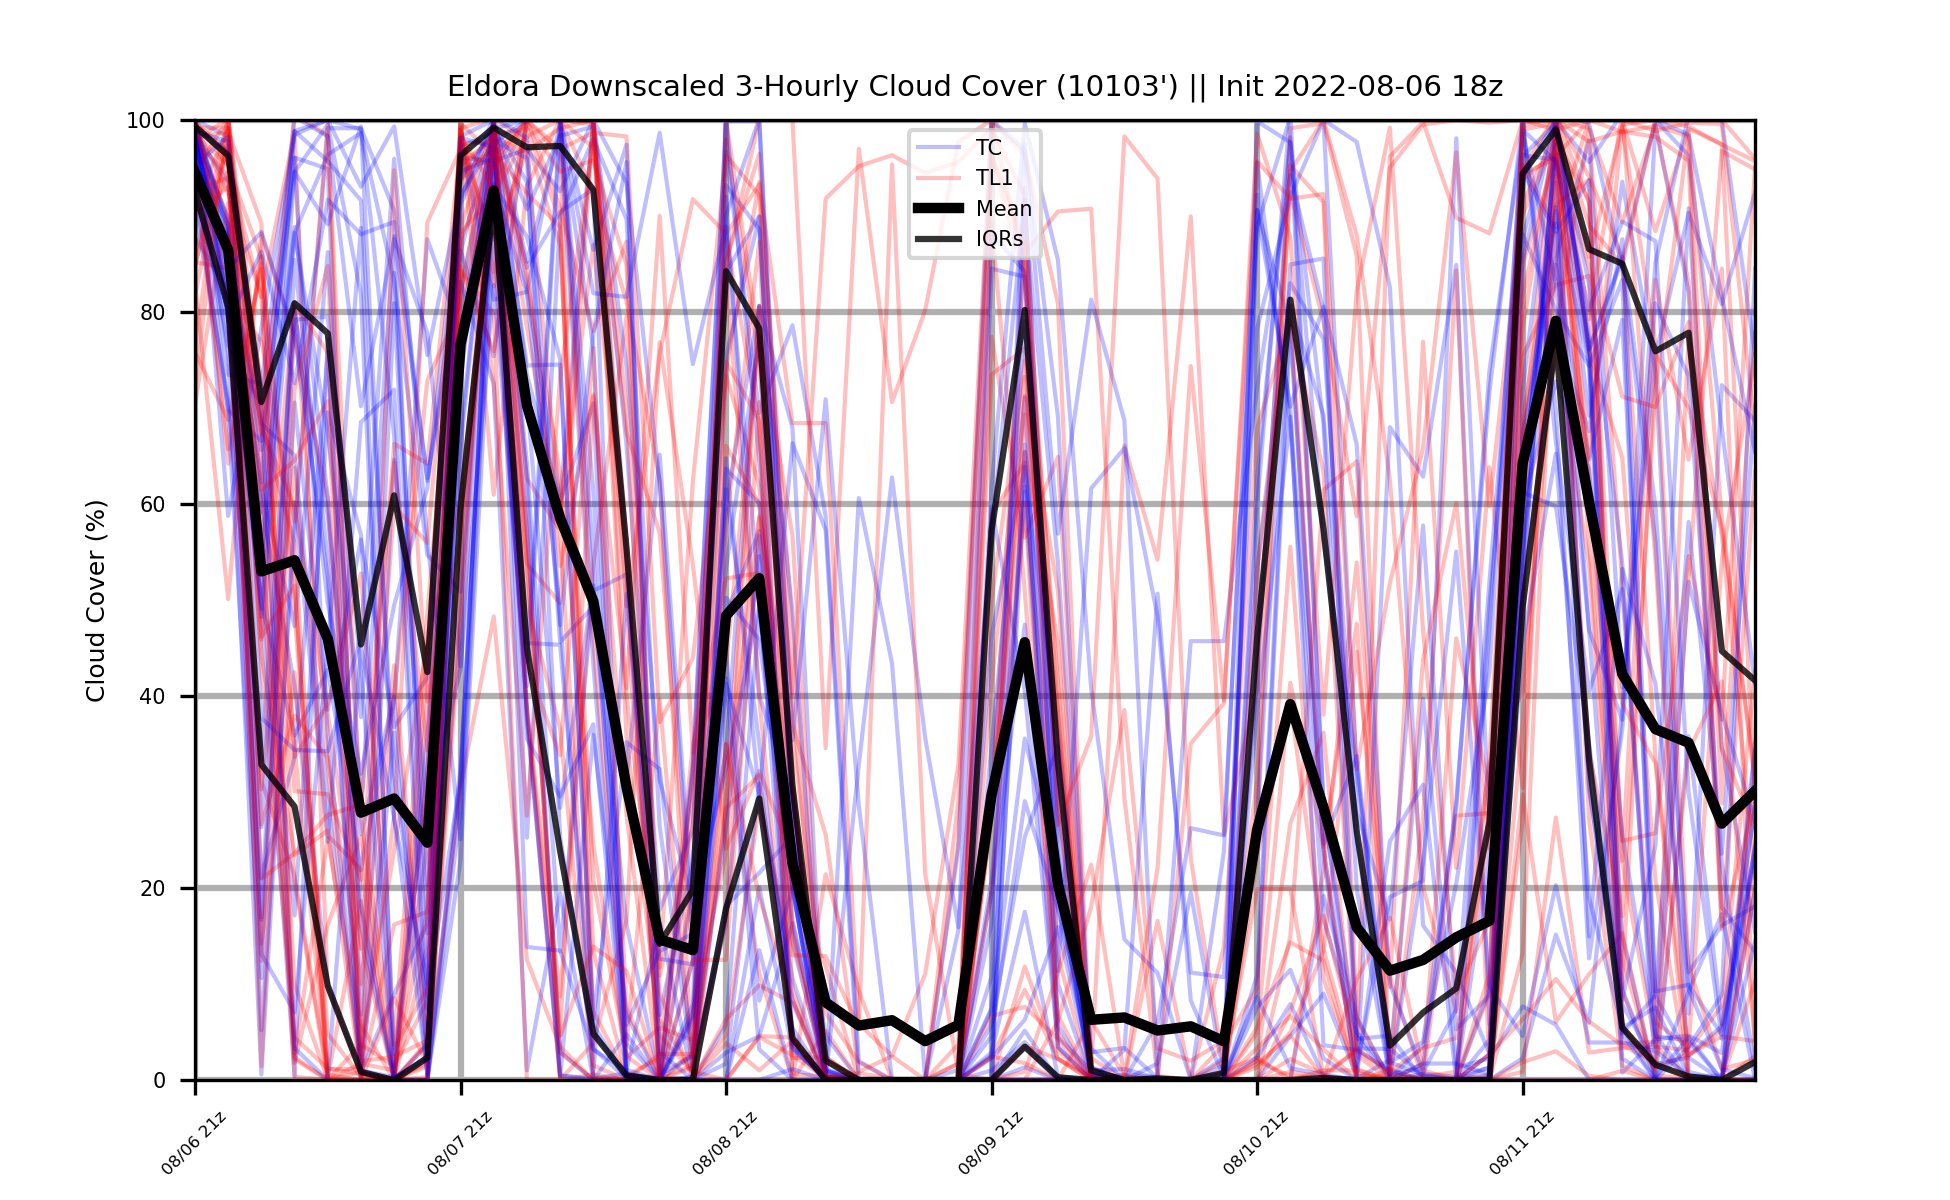 Eldora Downscaled 3-Hourly Cloud Cover (10103') || Init 2022-08-06 18z
Cloud Cover (%)
100
80
60
40
20
0
TC
TL1
Mean
IQRs
08/06 21z
08/07 21z
08/08 21z
08/09 21z
08/10 21z
08/11 21z